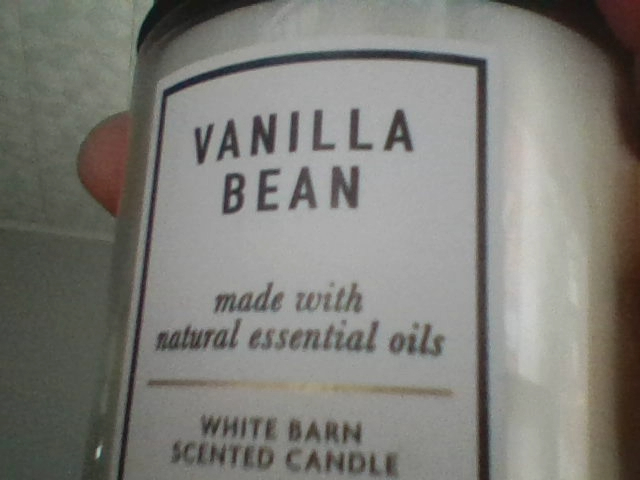 VANILLA
BEAN
made with
natural essential oils
WHITE BARN
SCENTED CANDLE